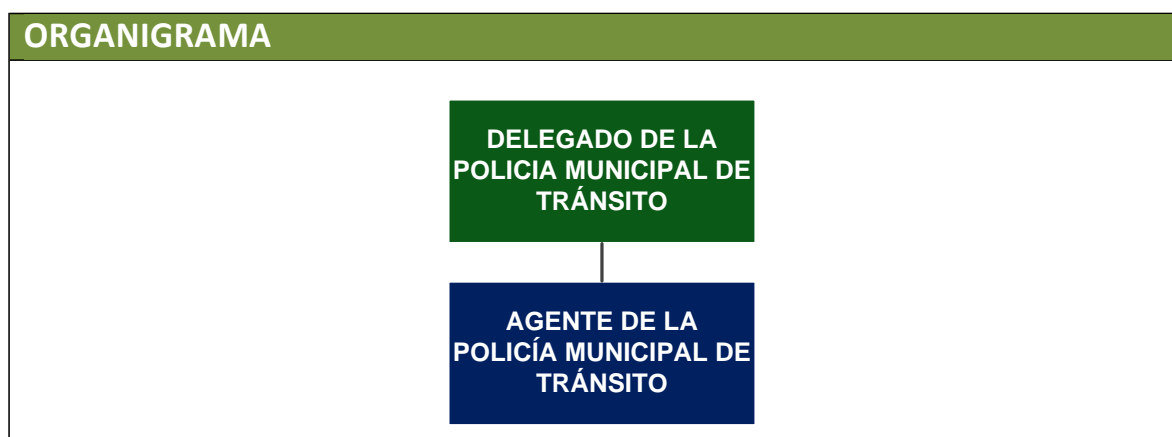 ORGANIGRAMA
DELEGADO DE LA
POLICIA MUNICIPAL DE
TRÁNSITO
AGENTE DE LA
POLICÍA MUNICIPAL DE
TRÁNSITO